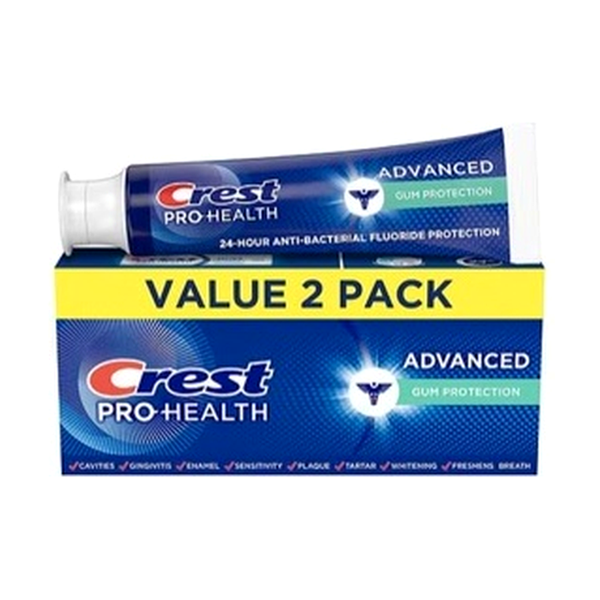 Crest
PRO-HEALTH
ADVANCED
GUM PROTECTION
24-HOUR ANTI-BACTERIAL FLUORIDE PROTECTION
VALUE 2 PACK
Crest
PRO-HEALTH
ADVANCED
GUM PROTECTION
CAVITIES GINGIVITIS ENAMEL SENSITIVITY PLAQUE TARTAR WHITENING FRESHENS BREATH